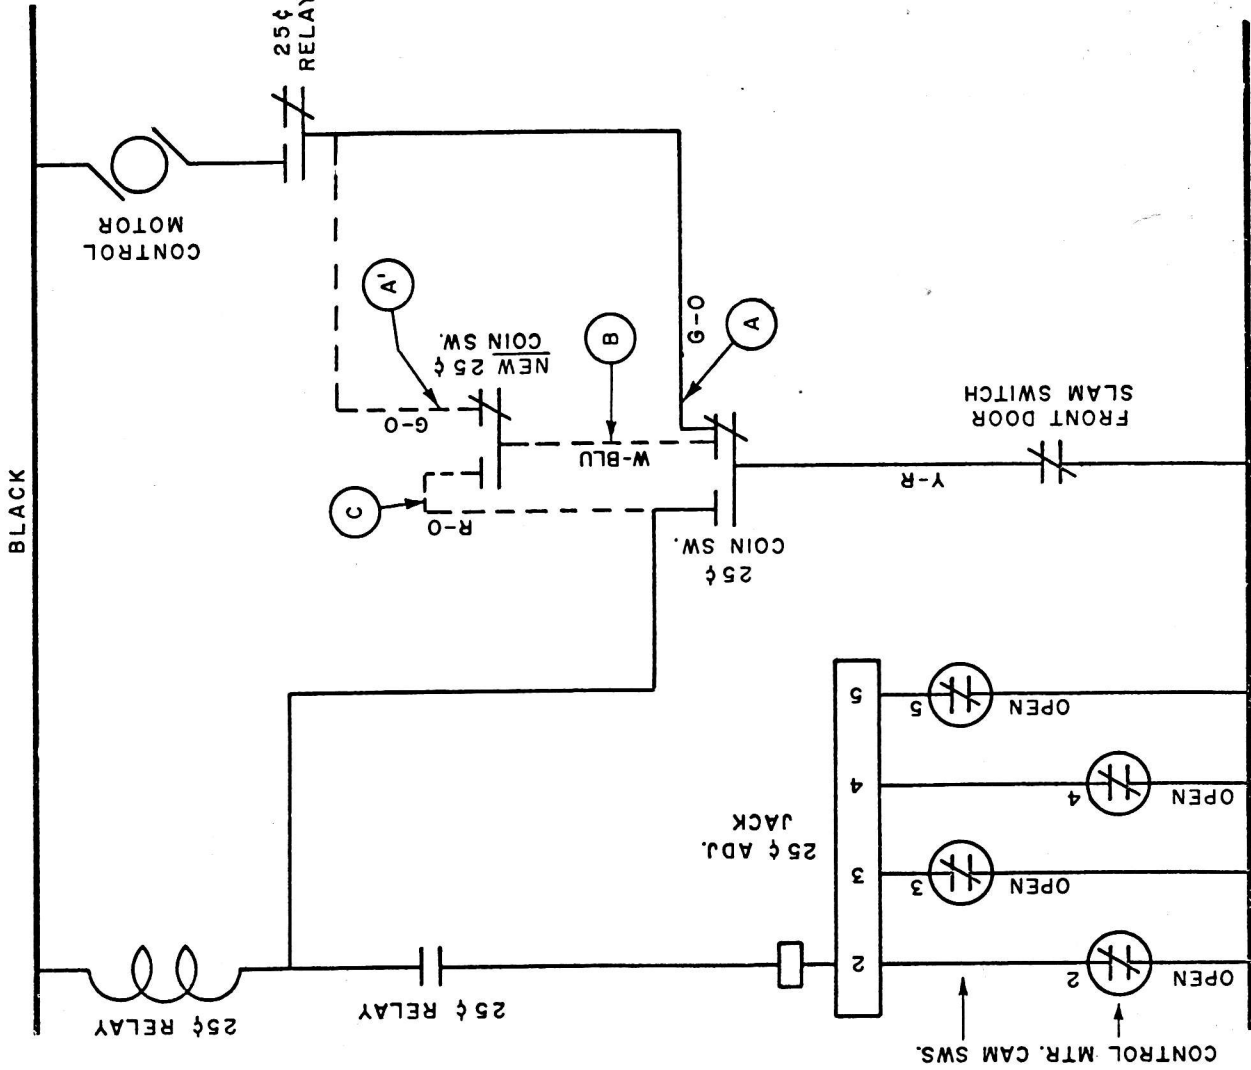 CONTROL MTR. CAM SWS.
OPEN
2
OPEN
3
OPEN
4
OPEN
5
2
3
4
5
25¢ ADJ.
JACK
25¢ RELAY
25¢ RELAY
25¢
COIN SW.
FRONT DOOR
SLAM SWITCH
Y-R
R-O
C
W-BLU
B
G-O
A'
NEW 25¢
COIN SW.
G-O
A
CONTROL
MOTOR
25¢
RELAY
BLACK